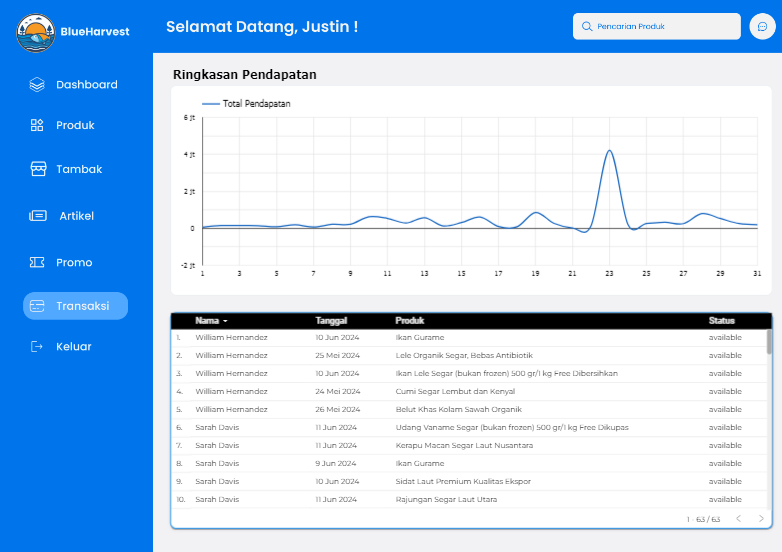 BlueHarvest
Selamat Datang, Justin !
Pencarian Produk
Dashboard
Produk
Tambak
Artikel
Promo
Transaksi
Keluar
Ringkasan Pendapatan
Total Pendapatan
6 jt
4 jt
2 jt
0
-2 jt
1 3 5 7 9 11 13 15 17 19 21 23 25 27 29 31
Nama Tanggal Produk Status
1. William Hernandez 10 Jun 2024 Ikan Gurame available
2. William Hernandez 25 Mei 2024 Lele Organik Segar, Bebas Antibiotik available
3. William Hernandez 10 Jun 2024 Ikan Lele Segar (bukan frozen) 500 gr/1 kg Free Dibersihkan available
4. William Hernandez 24 Mei 2024 Cumi Segar Lembut dan Kenyal available
5. William Hernandez 26 Mei 2024 Belut Khas Kolam Sawah Organik available
6. Sarah Davis 11 Jun 2024 Udang Vaname Segar (bukan frozen) 500 gr/1 kg Free Dikupas available
7. Sarah Davis 11 Jun 2024 Kerapu Macan Segar Laut Nusantara available
8. Sarah Davis 9 Jun 2024 Ikan Gurame available
9. Sarah Davis 10 Jun 2024 Sidat Laut Premium Kualitas Ekspor available
10. Sarah Davis 11 Jun 2024 Rajungan Segar Laut Utara available
1 - 63 / 63